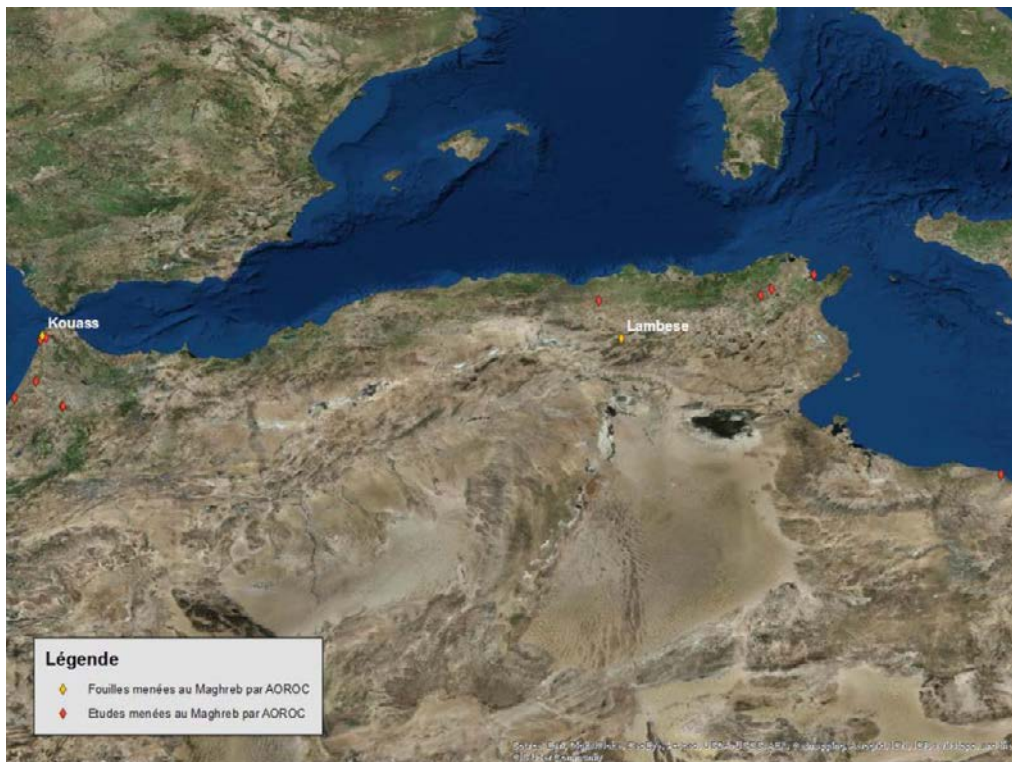 Kouass
Lambese
Légende
Fouilles menées au Maghreb par AOROC
Etudes menées au Maghreb par AOROC